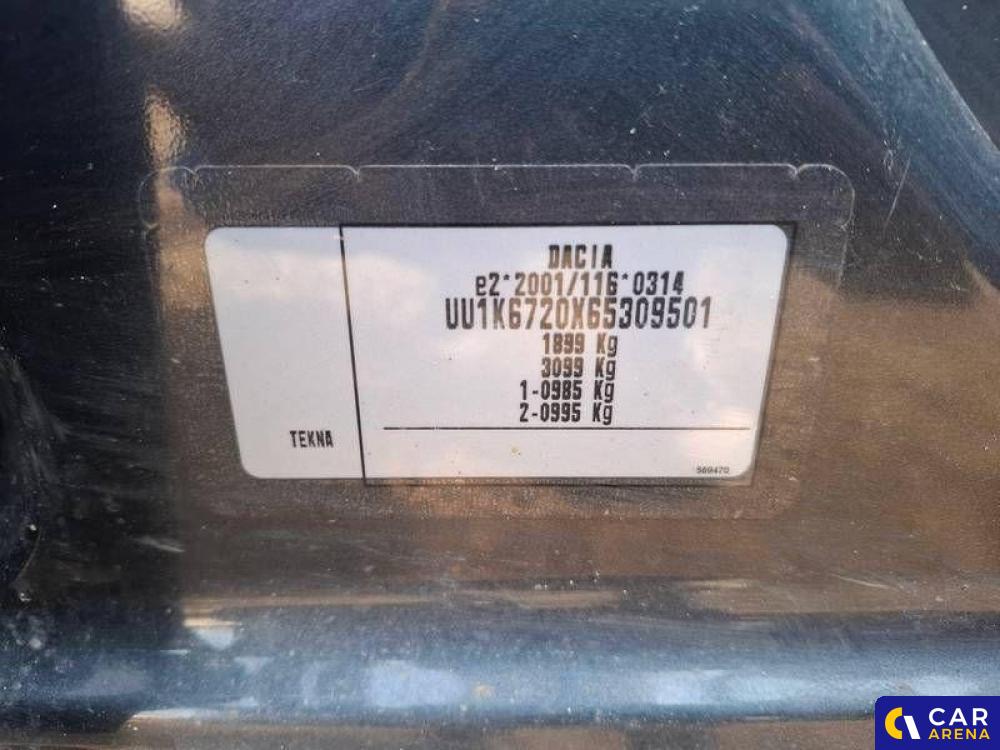 DACIA
e2*2001/116*0314
UU1K6720X65309501
1899 Kg
3099 Kg
1-0985 Kg
2-0995 Kg
TEKNA
569470
CAR
ARENA